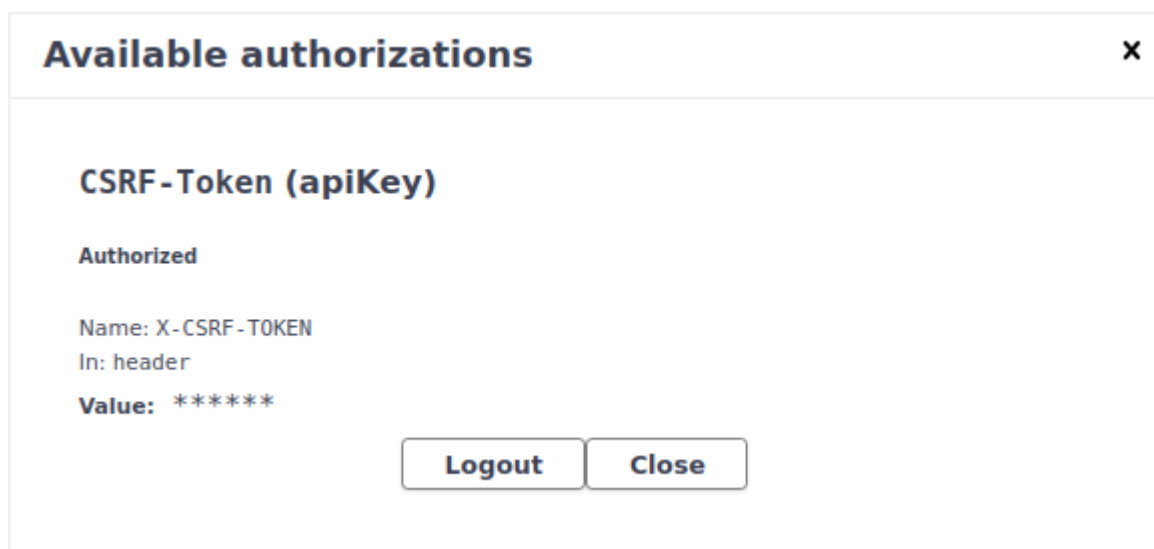 Available authorizations
CSRF-Token (apiKey)
Authorized
Name: X-CSRF-TOKEN
In: header
Value: ******
Logout Close